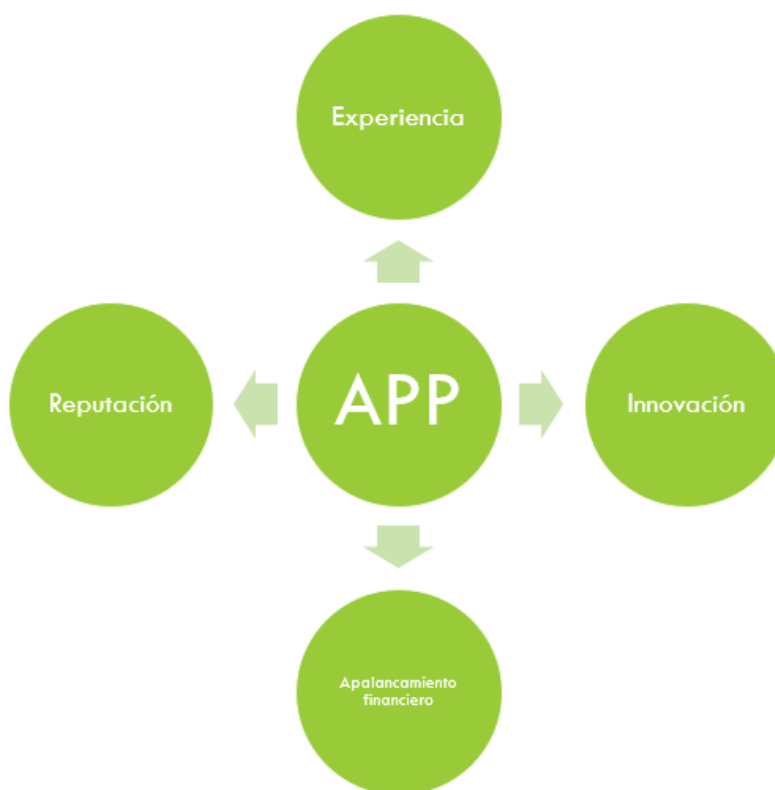 Experiencia
Reputación
APP
Innovación
Apalancamiento
financiero